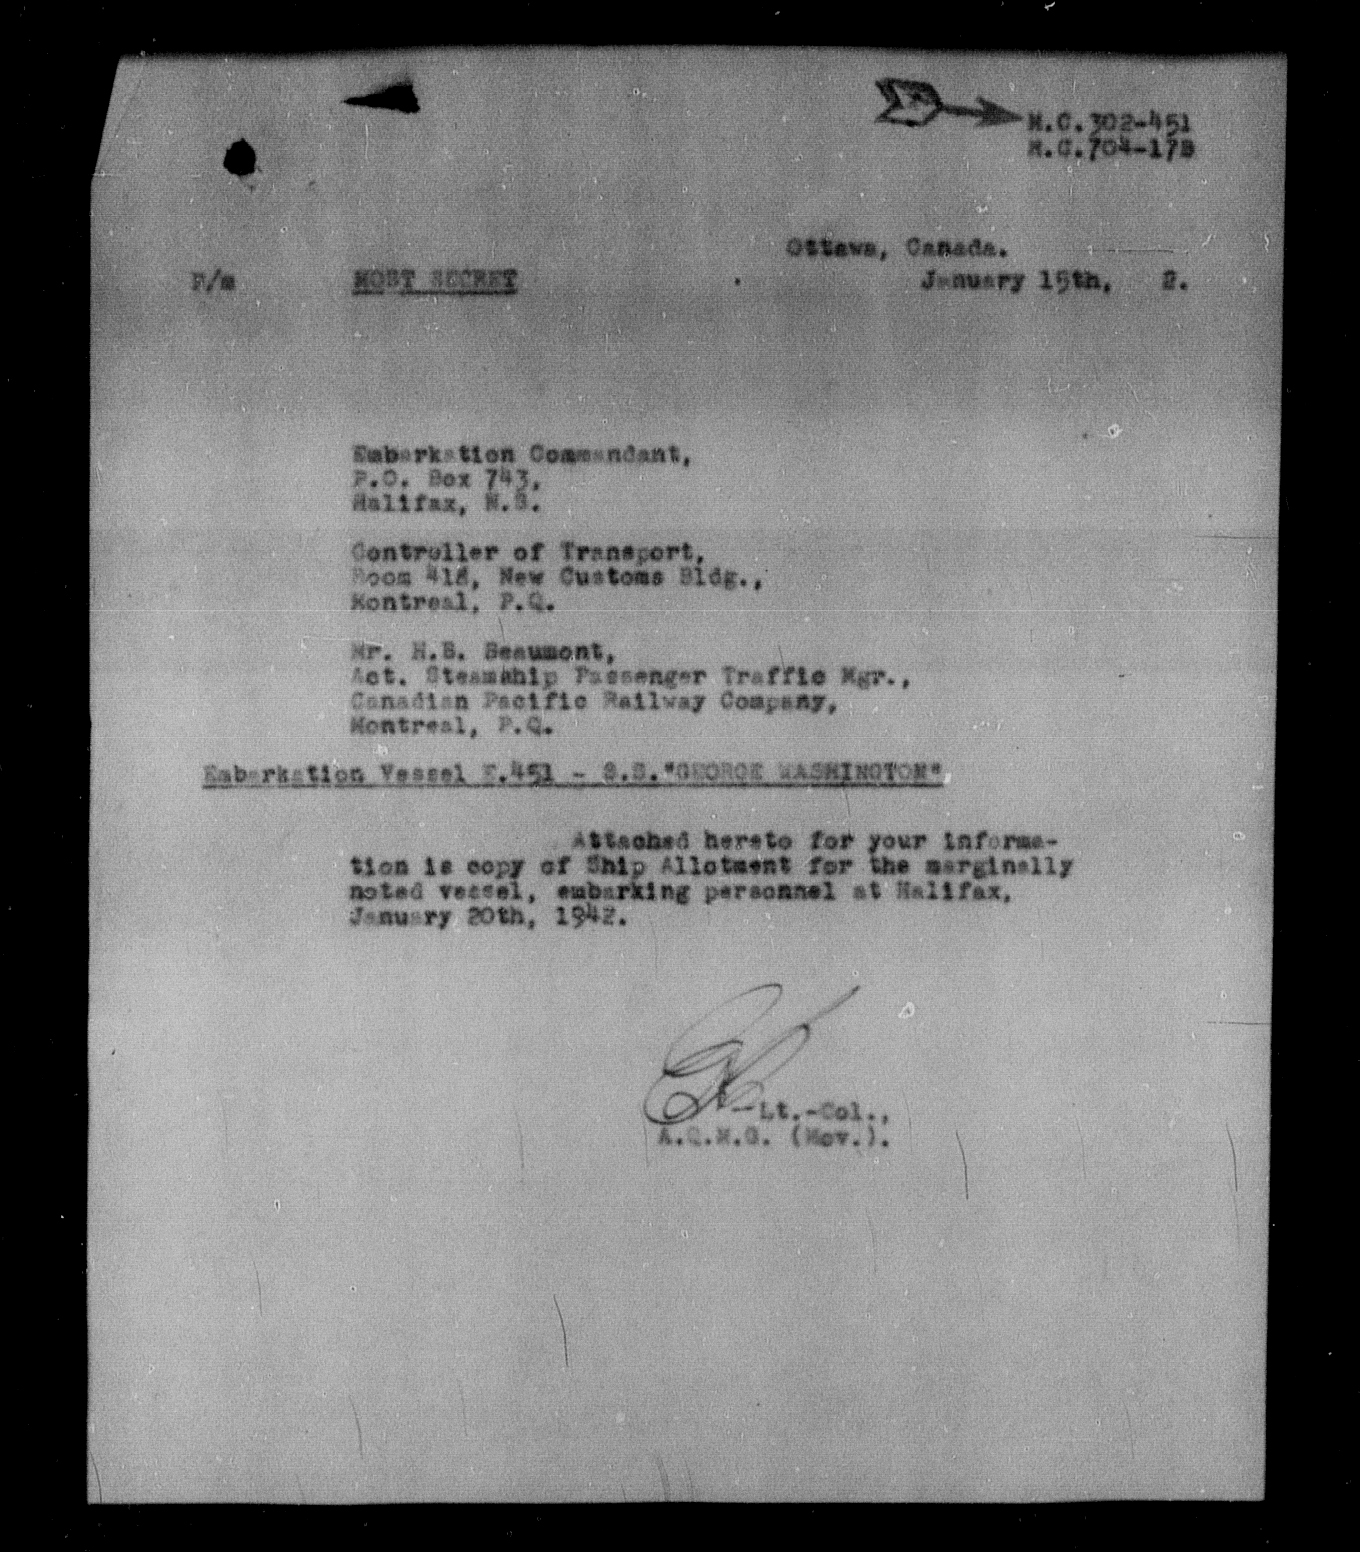 M.C.302-451
M.C.704-17B
Ottawa, Canada.
F/m MOST SECRET January 15th, 2.
Embarkation Commandant,
P.O. Box 743,
Halifax, N.S.
Controller of Transport,
Room 418, New Customs Bldg.,
Montreal, P.Q.
Mr. H.B. Beaumont,
Act. Steamship Passenger Traffic Mgr.,
Canadian Pacific Railway Company,
Montreal, P.Q.
Embarkation Vessel E.451 - S.S."GEORGE WASHINGTON".
Attached hereto for your informa-
tion is copy of Ship Allotment for the marginally
noted vessel, embarking personnel at Halifax,
January 20th, 1942.
Lt.-Col.,
A.Q.M.G. (Mov.).